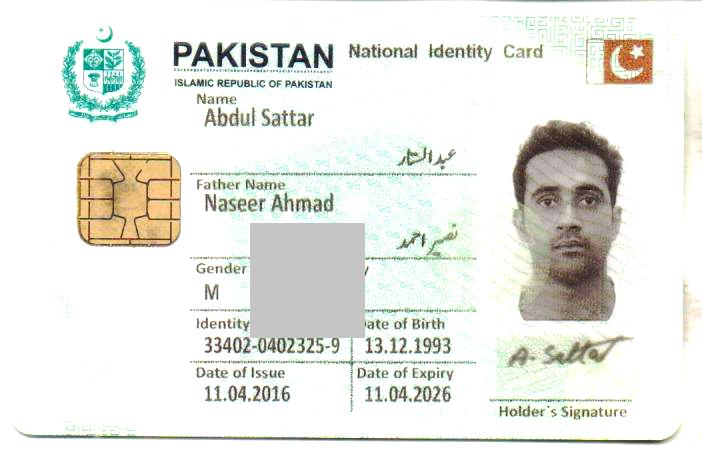 PAKISTAN National Identity Card
ISLAMIC REPUBLIC OF PAKISTAN
Name
Abdul Sattar
عبدالستار
Father Name
Naseer Ahmad
نصیر احمد
Gender
M
Identity Date of Birth
33402-0402325-9 13.12.1993
Date of Issue Date of Expiry
11.04.2016 11.04.2026
A. Sattar
Holder`s Signature